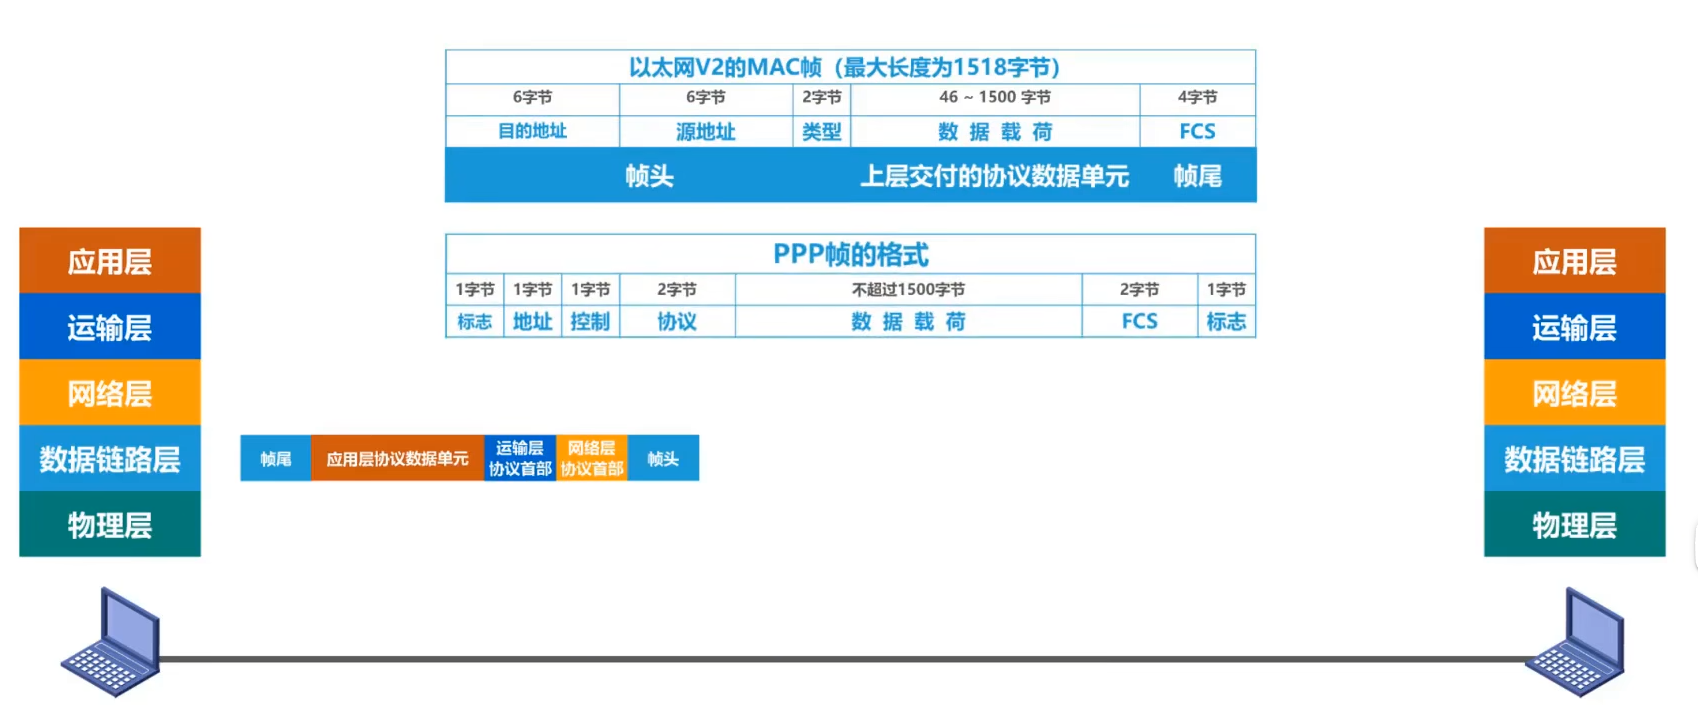 以太网V2的MAC帧（最大长度为1518字节）
6字节 6字节 2字节 46 ~ 1500 字节 4字节
目的地址 源地址 类型 数 据 载 荷 FCS
帧头 上层交付的协议数据单元 帧尾
PPP帧的格式
1字节 1字节 1字节 2字节 不超过1500字节 2字节 1字节
标志 地址 控制 协议 数 据 载 荷 FCS 标志
应用层
运输层
网络层
数据链路层
物理层
帧尾
应用层协议数据单元
运输层
协议首部
网络层
协议首部
帧头
应用层
运输层
网络层
数据链路层
物理层